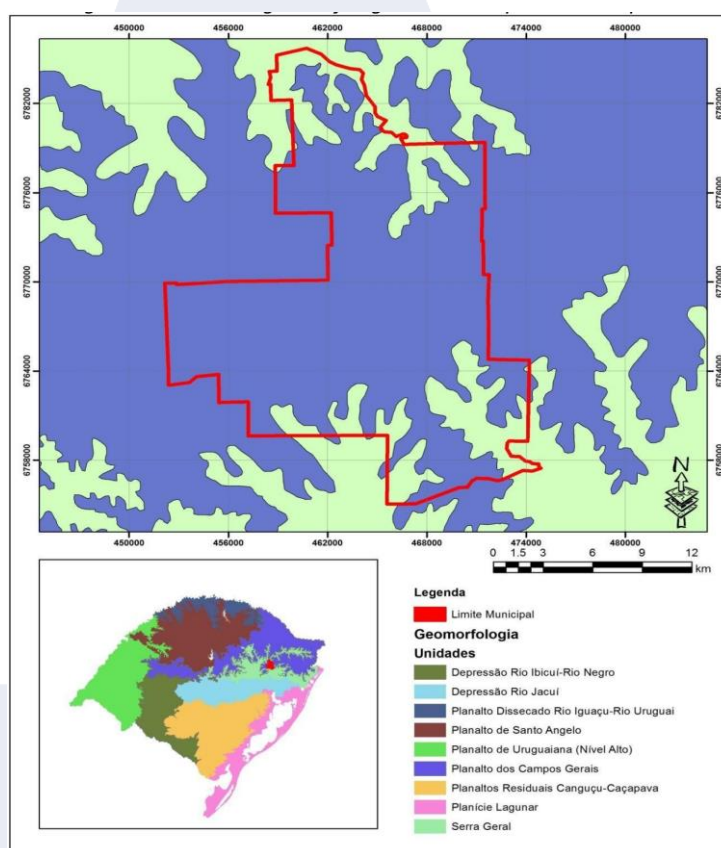 450000 456000 462000 468000 474000 480000
6782000 6782000
6776000 6776000
6770000 6770000
6764000 6764000
6758000 6758000
N
450000 456000 462000 468000 474000 480000
0 1.5 3 6 9 12
km
Legenda
Limite Municipal
Geomorfologia
Unidades
Depressão Rio Ibicuí-Rio Negro
Depressão Rio Jacuí
Planalto Dissecado Rio Iguaçu-Rio Uruguai
Planalto de Santo Angelo
Planalto de Uruguaiana (Nível Alto)
Planalto dos Campos Gerais
Planaltos Residuais Canguçu-Caçapava
Planície Lagunar
Serra Geral